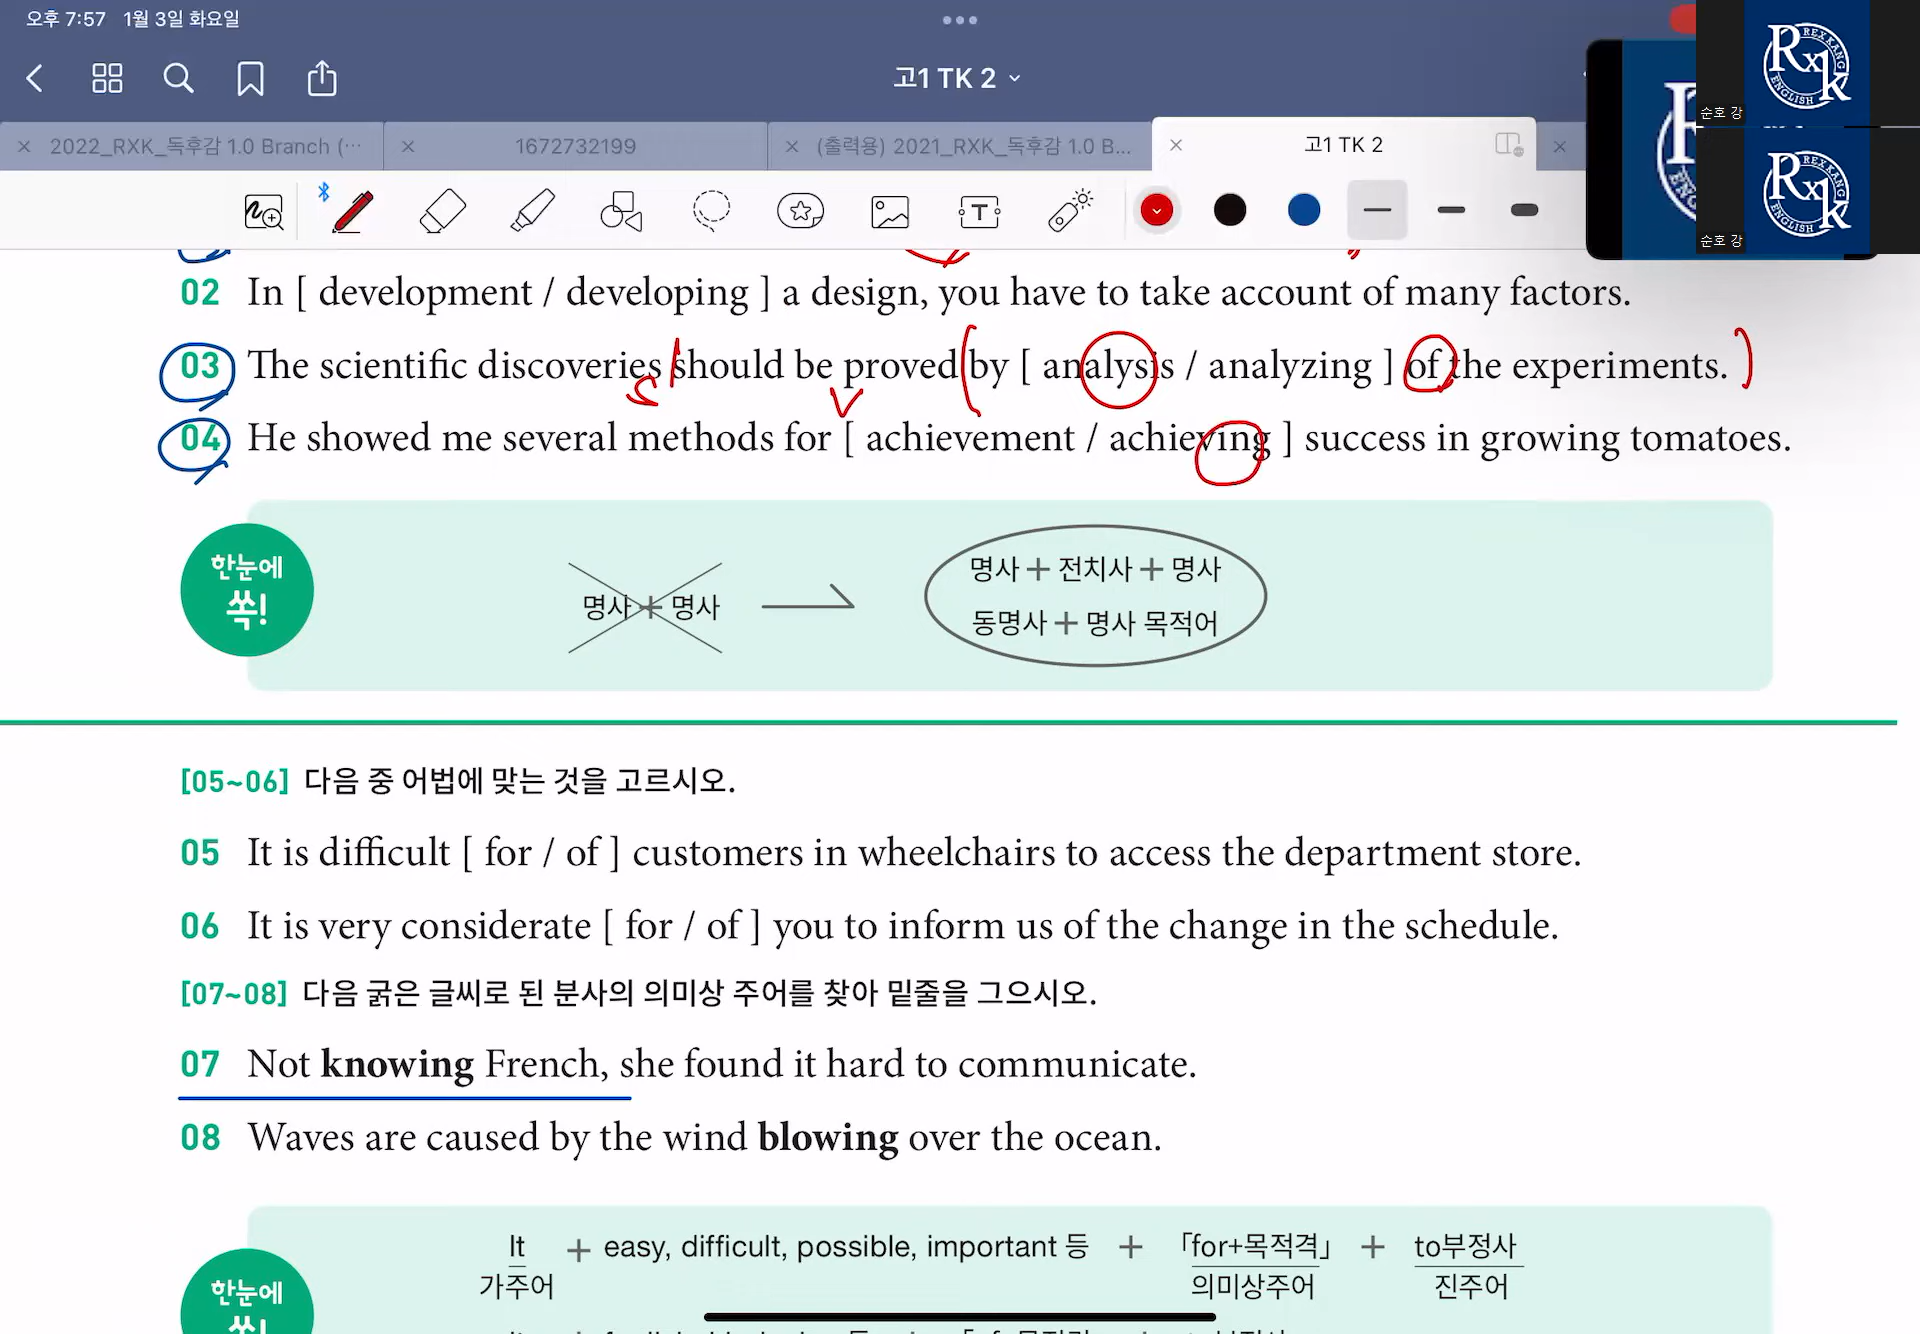 오후 7:57 1월 3일 화요일
고1 TK 2
2022_RXK_독후감 1.0 Branch (…
1672732199
(출력용) 2021_RXK_독후감 1.0 B...
고1 TK 2
REX KANG
RxK
ENGLISH
순호 강
REX KANG
RxK
ENGLISH
순호 강
02 In [ development / developing ] a design, you have to take account of many factors.
03 The scientific discoveries should be proved by [ analysis / analyzing ] of the experiments.
S V
04 He showed me several methods for [ achievement / achieving ] success in growing tomatoes.
한눈에
쏙!
명사 + 명사
명사 + 전치사 + 명사
동명사 + 명사 목적어
[05~06] 다음 중 어법에 맞는 것을 고르시오.
05 It is difficult [ for / of ] customers in wheelchairs to access the department store.
06 It is very considerate [ for / of ] you to inform us of the change in the schedule.
[07~08] 다음 굵은 글씨로 된 분사의 의미상 주어를 찾아 밑줄을 그으시오.
07 Not knowing French, she found it hard to communicate.
08 Waves are caused by the wind blowing over the ocean.
한눈에
It + easy, difficult, possible, important 등 + 「for+목적격」 + to부정사
가주어 의미상주어 진주어